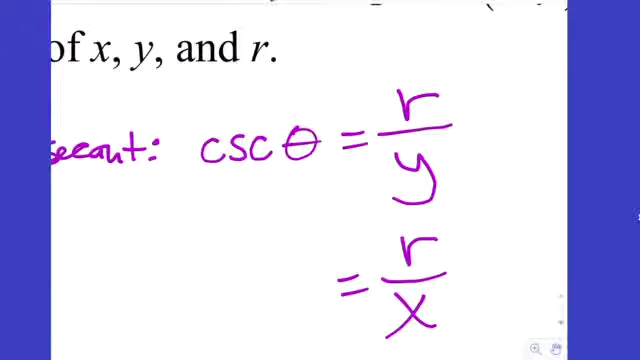 of x, y, and r.
secant: csc θ = r/y
= r/x